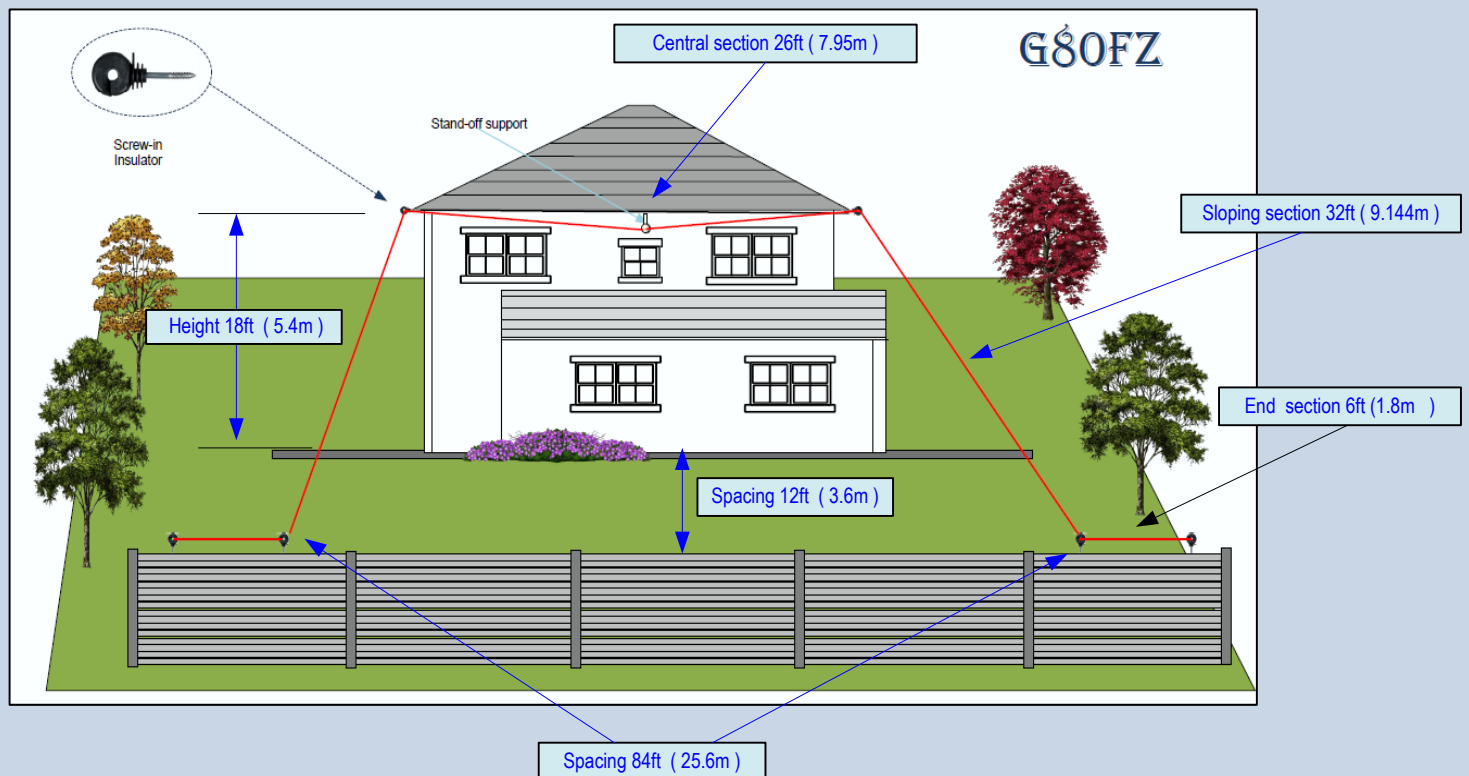 Central section 26ft ( 7.95m )
G8OFZ
Stand-off support
Screw-in
Insulator
Sloping section 32ft ( 9.144m )
Height 18ft ( 5.4m )
End section 6ft (1.8m )
Spacing 12ft ( 3.6m )
Spacing 84ft ( 25.6m )